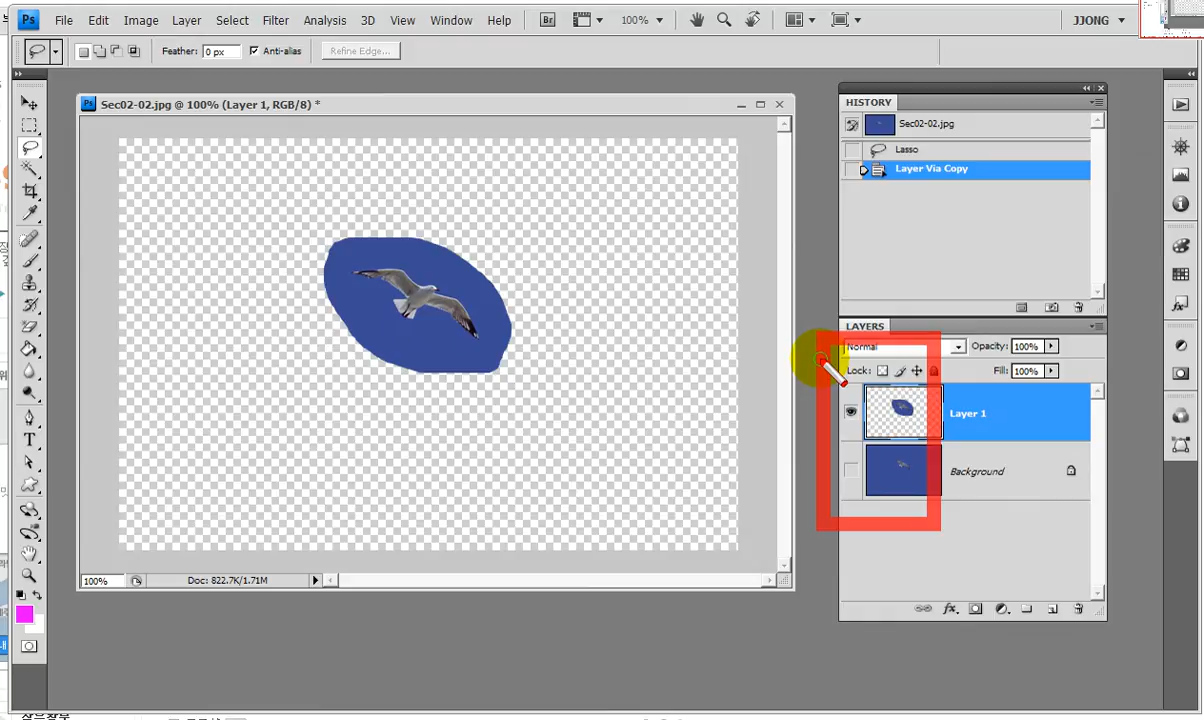 Ps File Edit Image Layer Select Filter Analysis 3D View Window Help Br 100% JJONG
Feather: 0 px Anti-alias Refine Edge...
Ps Sec02-02.jpg @ 100% (Layer 1, RGB/8) *
HISTORY
Sec02-02.jpg
Lasso
Layer Via Copy
LAYERS
Normal Opacity: 100%
Lock: Fill: 100%
Layer 1
Background
100% Doc: 822.7K/1.71M
T
fx